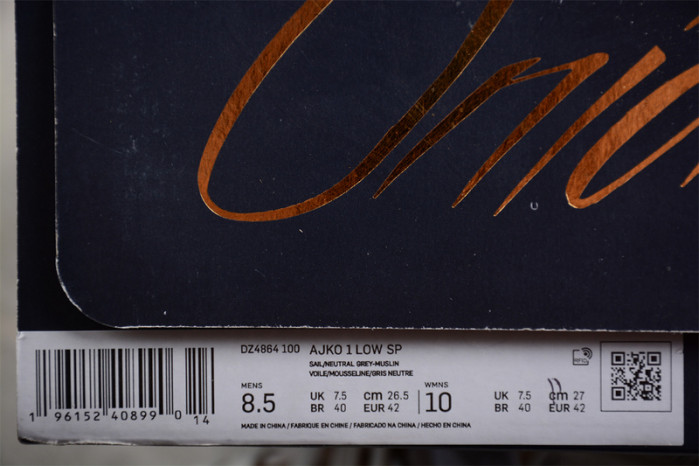 DZ4864 100 AJKO 1 LOW SP
SAIL/NEUTRAL GREY-MUSLIN
VOILE/MOUSSELINE/GRIS NEUTRE
MENS
8.5
UK 7.5 cm 26.5
BR 40 EUR 42
WMNS
10
UK 7.5 cm 27
BR 40 EUR 42
MADE IN CHINA / FABRIQUE EN CHINE / FABRICADO NA CHINA / HECHO EN CHINA
1 96152 40899 0 14